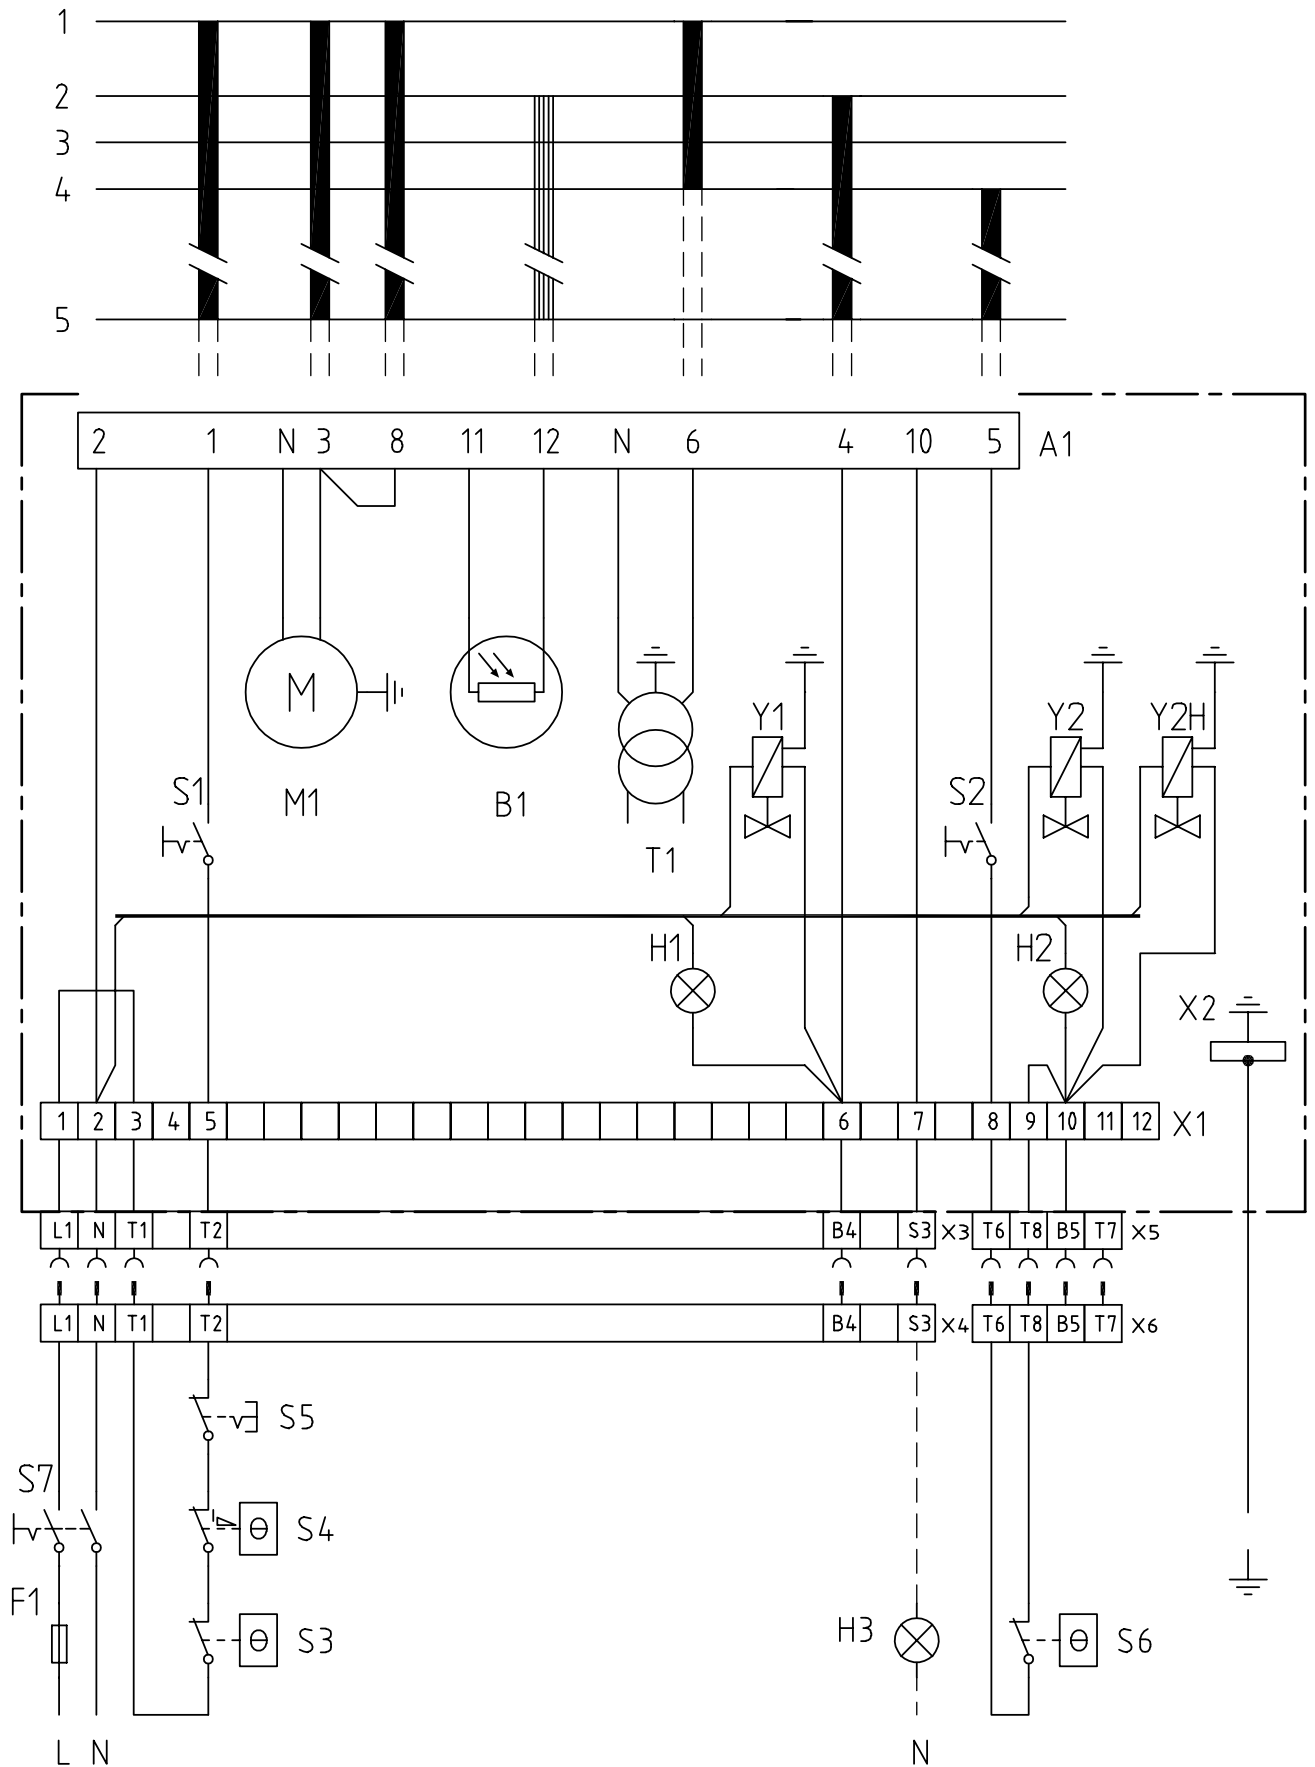 1
2
3
4
5
2 1 N 3 8 11 12 N 6 4 10 5 A1
M
Y1 Y2 Y2H
S1 M1 B1 S2
T1
H1 H2
X2
1 2 3 4 5 6 7 8 9 10 11 12 X1
L1 N T1 T2 B4 S3 X3 T6 T8 B5 T7 X5
L1 N T1 T2 B4 S3 X4 T6 T8 B5 T7 X6
S5
S7
θ S4
F1
θ S3 H3 θ S6
L N N